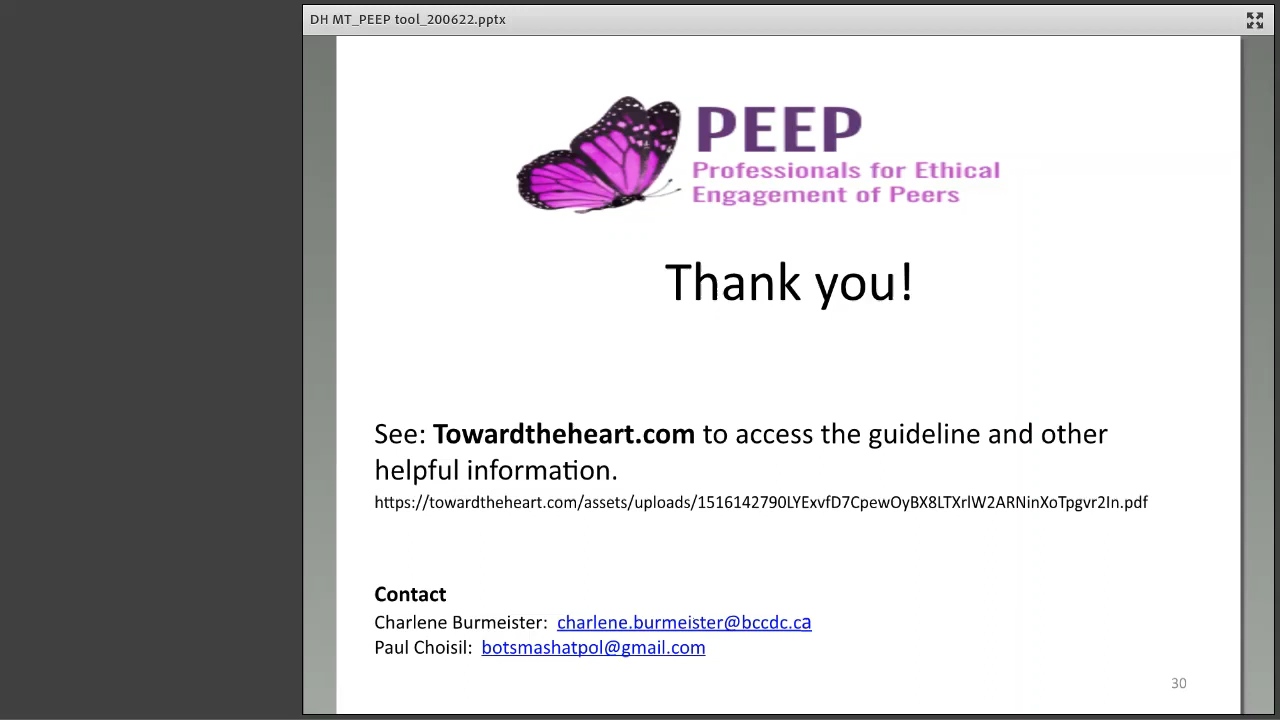 DH MT_PEEP tool_200622.pptx
PEEP
Professionals for Ethical
Engagement of Peers
Thank you!
See: Towardtheheart.com to access the guideline and other
helpful information.
https://towardtheheart.com/assets/uploads/1516142790LYExvfD7CpewOyBX8LTXrlW2ARNinXoTpgvr2In.pdf
Contact
Charlene Burmeister: charlene.burmeister@bccdc.ca
Paul Choisil: botsmashatpol@gmail.com
30